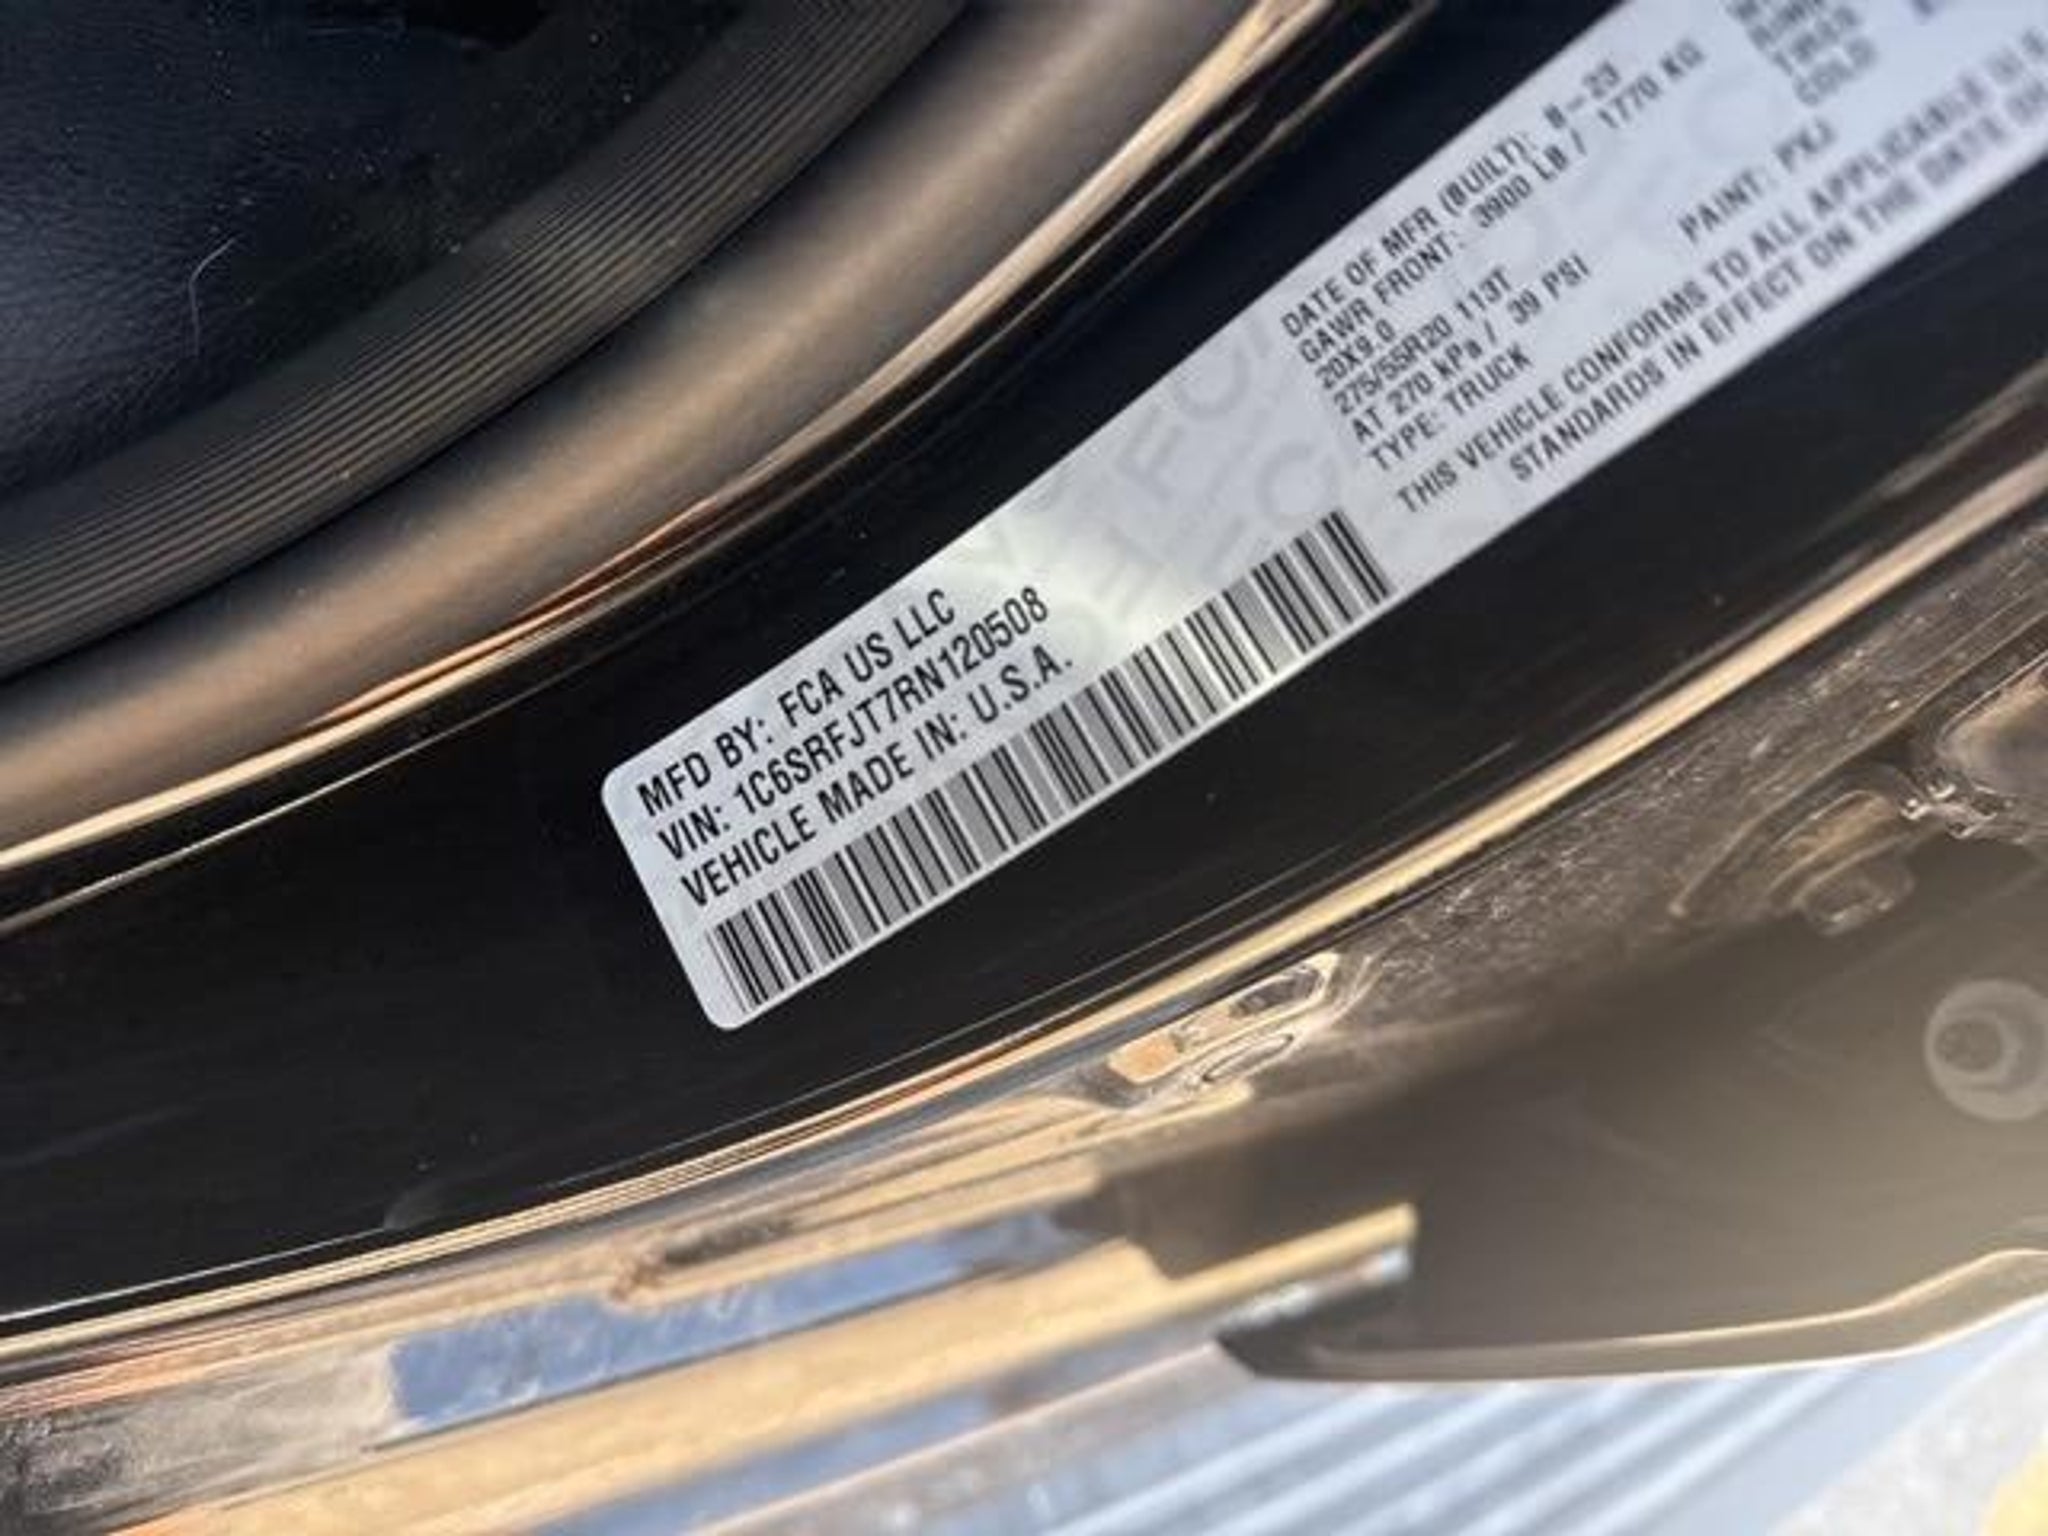 MFD BY: FCA US LLC
VIN: 1C6SRFJT7RN120508
VEHICLE MADE IN: U.S.A.
DATE OF MFR (BUILT): 8-23
GAWR FRONT: 3900 LB / 1770 KG
20X9.0
275/55R20 113T
AT 270 kPa / 39 PSI
TYPE: TRUCK
PAINT: PXJ
COLD
THIS VEHICLE CONFORMS TO ALL APPLICABLE U.S.
STANDARDS IN EFFECT ON THE DATE OF